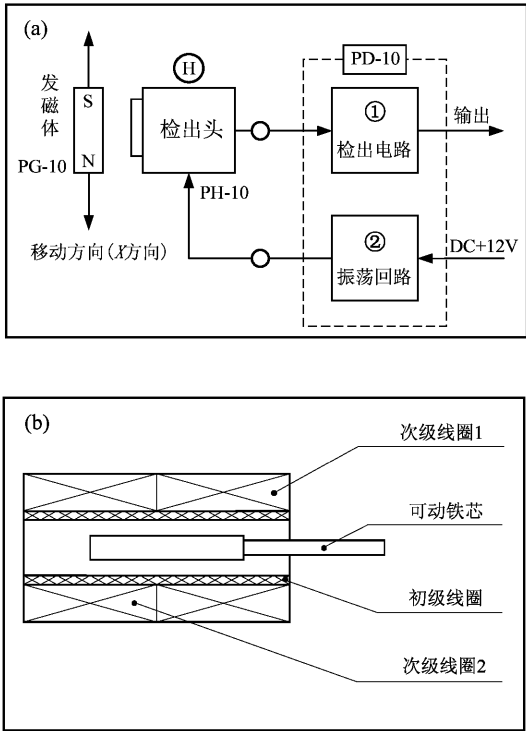 (a)
PD-10
H
发磁体
S
N
PG-10
检出头
PH-10
①
检出电路
输出
②
振荡回路
DC+12V
移动方向(X方向)
(b)
次级线圈1
可动铁芯
初级线圈
次级线圈2